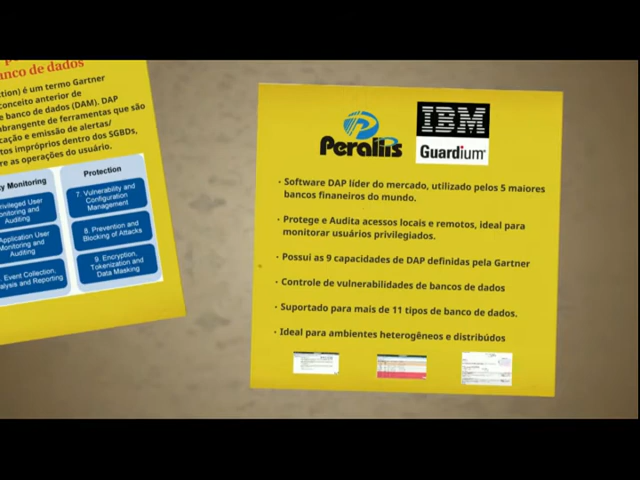 banco de dados
ction) é um termo Gartner
conceito anterior de
e banco de dados (DAM). DAP
abrangente de ferramentas que são
cação e emissão de alertas/
tos impróprios dentro dos SGBDs,
re as operações do usuário.
y Monitoring
Privileged User
Monitoring and
Auditing
Application User
Monitoring and
Auditing
Event Collection,
Analysis and Reporting
Protection
7. Vulnerability and
Configuration
Management
8. Prevention and
Blocking of Attacks
9. Encryption,
Tokenization and
Data Masking
Peraliis
IBM
Guardium
· Software DAP líder do mercado, utilizado pelos 5 maiores
bancos finaneiros do mundo.
· Protege e Audita acessos locais e remotos, ideal para
monitorar usuários privilegiados.
· Possui as 9 capacidades de DAP definidas pela Gartner
· Controle de vulnerabilidades de bancos de dados
· Suportado para mais de 11 tipos de banco de dados.
· Ideal para ambientes heterogêneos e distribúdos